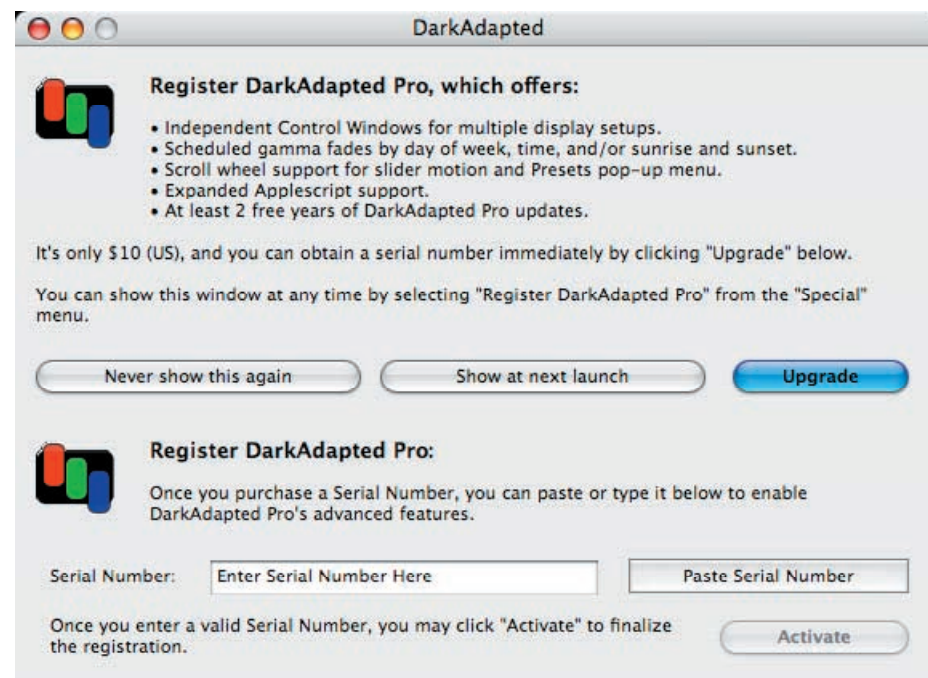 DarkAdapted
Register DarkAdapted Pro, which offers:
• Independent Control Windows for multiple display setups.
• Scheduled gamma fades by day of week, time, and/or sunrise and sunset.
• Scroll wheel support for slider motion and Presets pop-up menu.
• Expanded Applescript support.
• At least 2 free years of DarkAdapted Pro updates.
It's only $10 (US), and you can obtain a serial number immediately by clicking "Upgrade" below.
You can show this window at any time by selecting "Register DarkAdapted Pro" from the "Special"
menu.
Never show this again
Show at next launch
Upgrade
Register DarkAdapted Pro:
Once you purchase a Serial Number, you can paste or type it below to enable
DarkAdapted Pro's advanced features.
Serial Number:
Enter Serial Number Here
Paste Serial Number
Once you enter a valid Serial Number, you may click "Activate" to finalize
the registration.
Activate